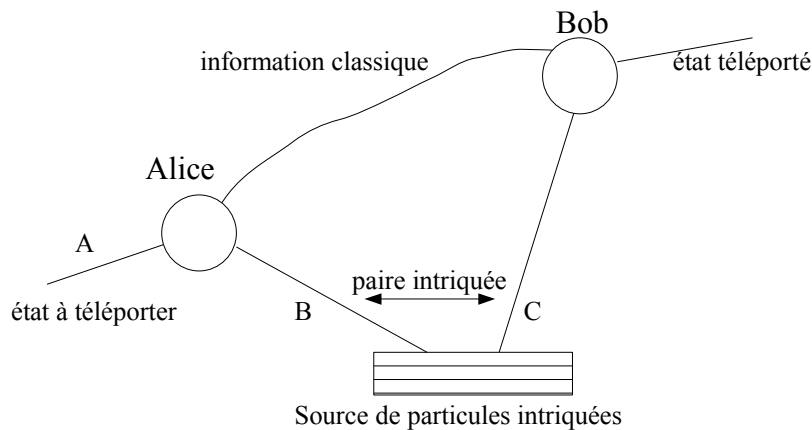 Bob
information classique
état téléporté
Alice
A
paire intriquée
état à téléporter
B
C
Source de particules intriquées